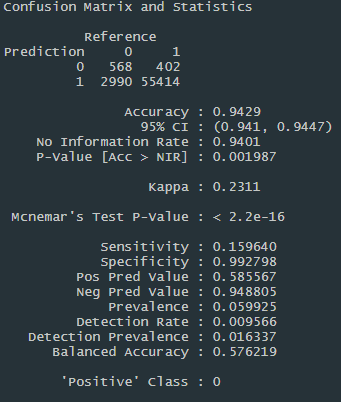 Confusion Matrix and Statistics
Reference
Prediction 0 1
0 568 402
1 2990 55414
Accuracy : 0.9429
95% CI : (0.941, 0.9447)
No Information Rate : 0.9401
P-Value [Acc > NIR] : 0.001987
Kappa : 0.2311
Mcnemar's Test P-Value : < 2.2e-16
Sensitivity : 0.159640
Specificity : 0.992798
Pos Pred Value : 0.585567
Neg Pred Value : 0.948805
Prevalence : 0.059925
Detection Rate : 0.009566
Detection Prevalence : 0.016337
Balanced Accuracy : 0.576219
'Positive' Class : 0